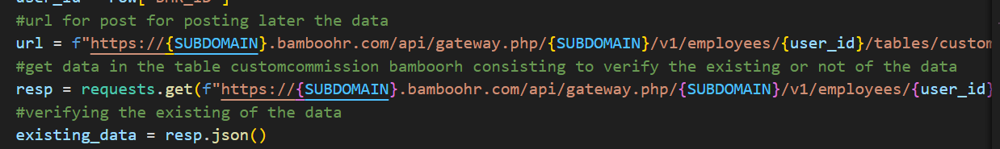 user_id = row["BHR_ID"]
#url for post for posting later the data
url = f"https://{SUBDOMAIN}.bamboohr.com/api/gateway.php/{SUBDOMAIN}/v1/employees/{user_id}/tables/custom
#get data in the table customcommission bamboorh consisting to verify the existing or not of the data
resp = requests.get(f"https://{SUBDOMAIN}.bamboohr.com/api/gateway.php/{SUBDOMAIN}/v1/employees/{user_id}
#verifying the existing of the data
existing_data = resp.json()